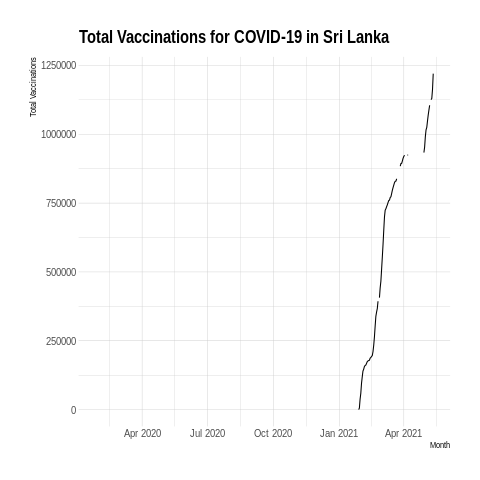 Total Vaccinations for COVID-19 in Sri Lanka
Total Vaccinations
1250000
1000000
750000
500000
250000
0
Apr 2020 Jul 2020 Oct 2020 Jan 2021 Apr 2021
Month